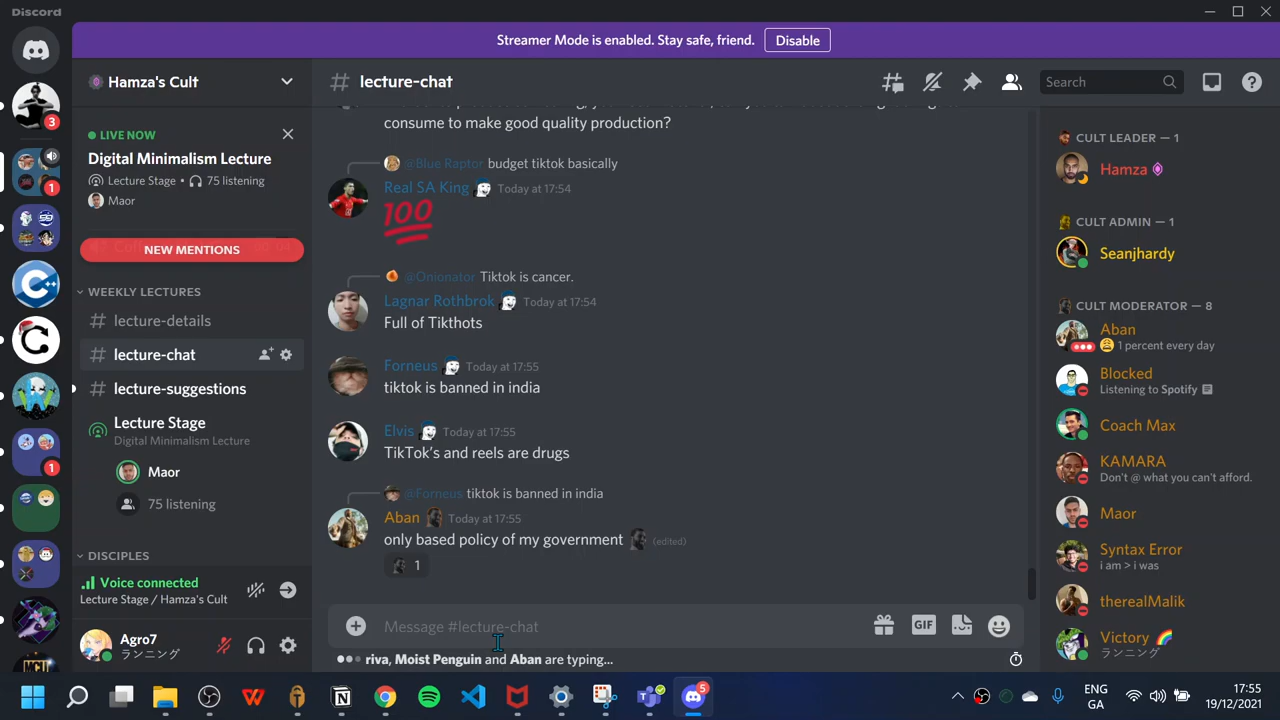 Discord
Streamer Mode is enabled. Stay safe, friend. Disable
Hamza's Cult
LIVE NOW
Digital Minimalism Lecture
Lecture Stage • 75 listening
Maor
NEW MENTIONS
WEEKLY LECTURES
lecture-details
lecture-chat
lecture-suggestions
Lecture Stage
Digital Minimalism Lecture
Maor
75 listening
DISCIPLES
Voice connected
Lecture Stage / Hamza's Cult
Agro7
ランニング
3
1
1
MCU
lecture-chat
Search
consume to make good quality production?
@Blue Raptor budget tiktok basically
Real SA King Today at 17:54
100
@Onionator Tiktok is cancer.
Lagnar Rothbrok Today at 17:54
Full of Tikthots
Forneus Today at 17:55
tiktok is banned in india
Elvis Today at 17:55
TikTok's and reels are drugs
@Forneus tiktok is banned in india
Aban Today at 17:55
only based policy of my government (edited)
1
Message #lecture-chat
GIF
riva, Moist Penguin and Aban are typing...
CULT LEADER — 1
Hamza
CULT ADMIN — 1
Seanjhardy
CULT MODERATOR — 8
Aban
1 percent every day
Blocked
Listening to Spotify
Coach Max
KAMARA
Don't @ what you can't afford.
Maor
Syntax Error
i am > i was
therealMalik
Victory
ランニング
5
ENG
GA
17:55
19/12/2021